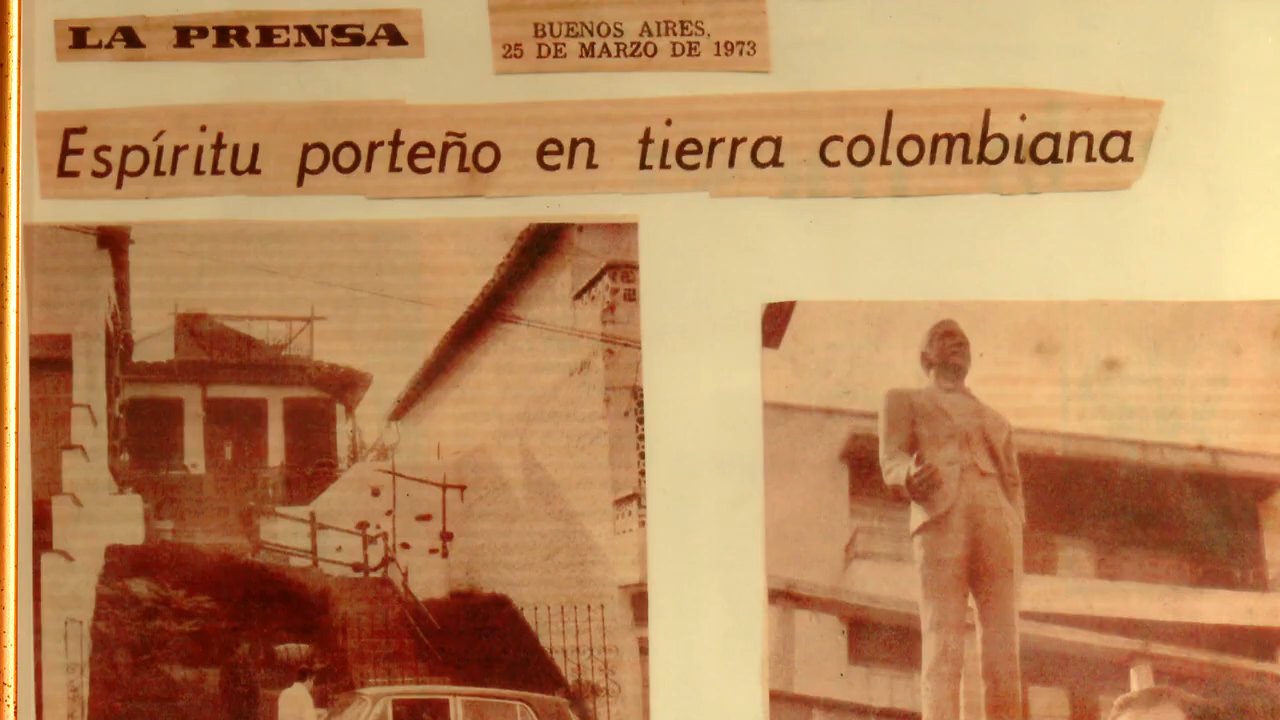 LA PRENSA
BUENOS AIRES,
25 DE MARZO DE 1973
Espíritu porteño en tierra colombiana